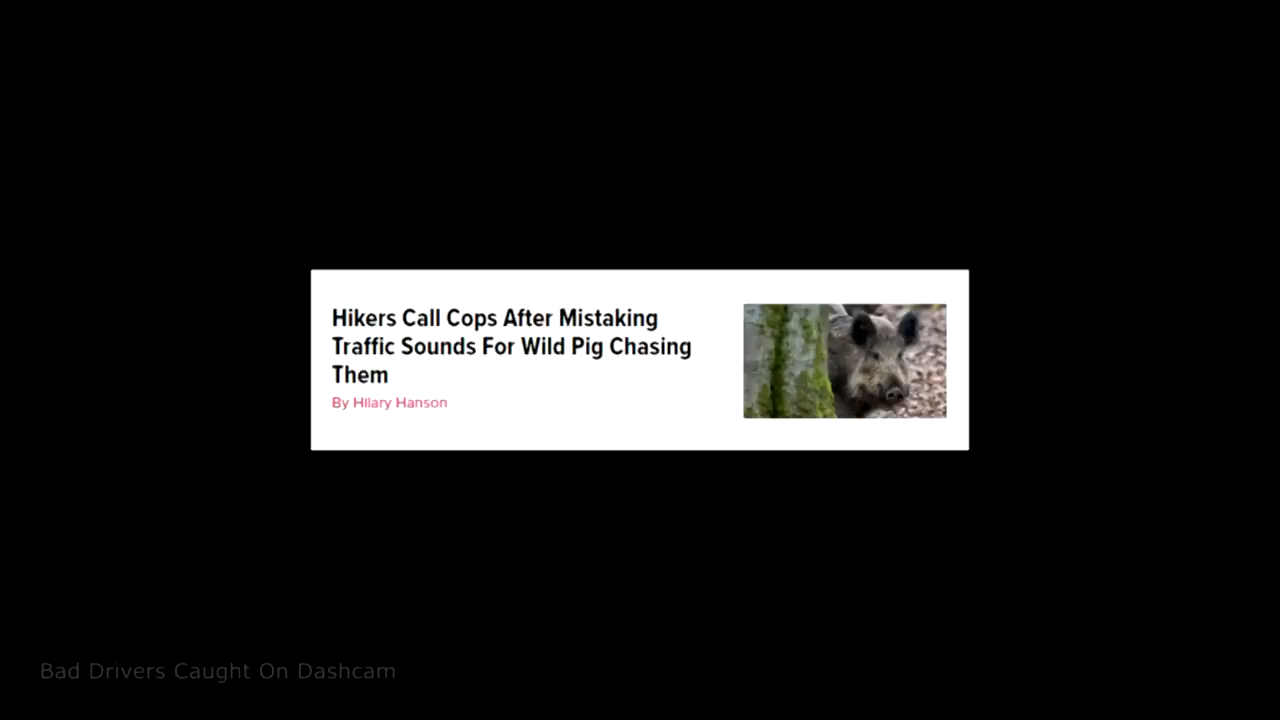 Hikers Call Cops After Mistaking
Traffic Sounds For Wild Pig Chasing
Them
By Hilary Hanson
Bad Drivers Caught On Dashcam